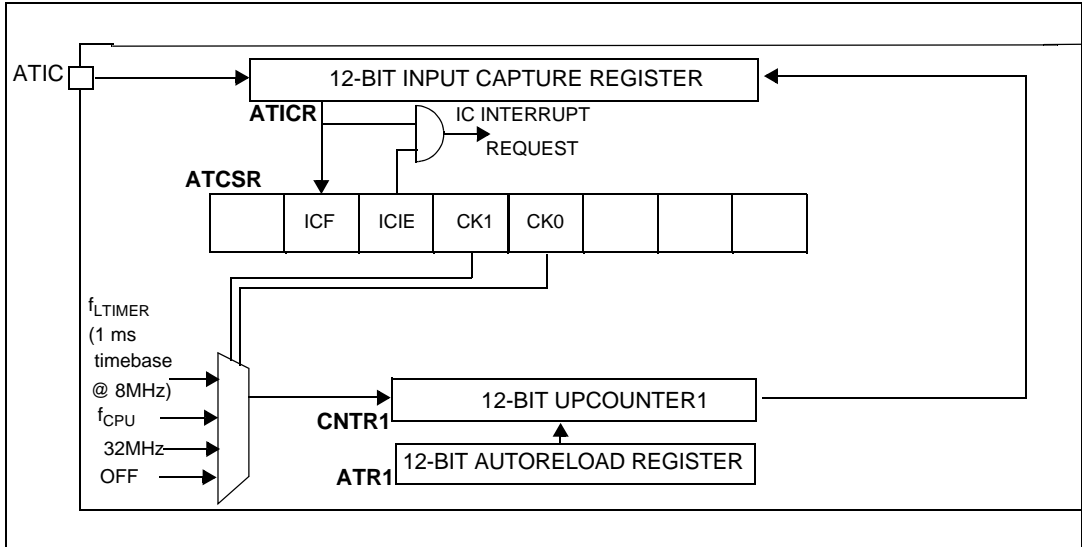 ATIC
12-BIT INPUT CAPTURE REGISTER
ATICR
IC INTERRUPT
REQUEST
ATCSR
ICF
ICIE
CK1
CK0
fLTIMER
(1 ms
timebase
@ 8MHz)
fCPU
32MHz
OFF
12-BIT UPCOUNTER1
CNTR1
12-BIT AUTORELOAD REGISTER
ATR1